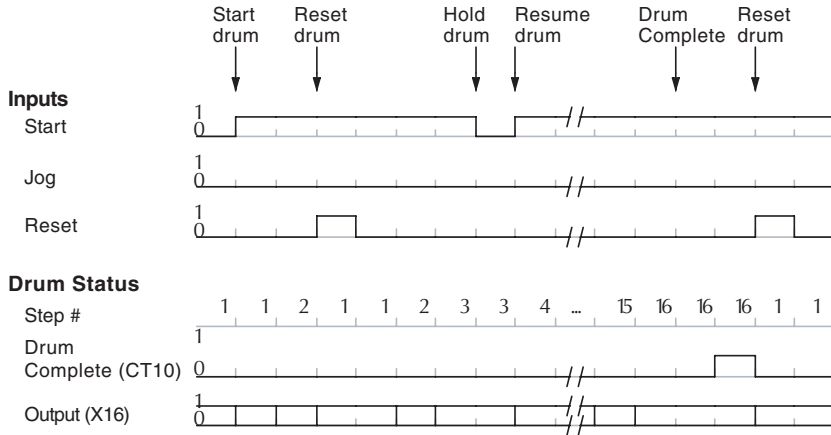 Start drum
Reset drum
Hold drum
Resume drum
Drum Complete
Reset drum
Inputs
Start
1
0
Jog
1
0
Reset
1
0
Drum Status
Step #
1 1 2 1 1 2 3 3 4 ... 15 16 16 16 1 1
Drum
Complete (CT10)
1
0
Output (X16)
1
0